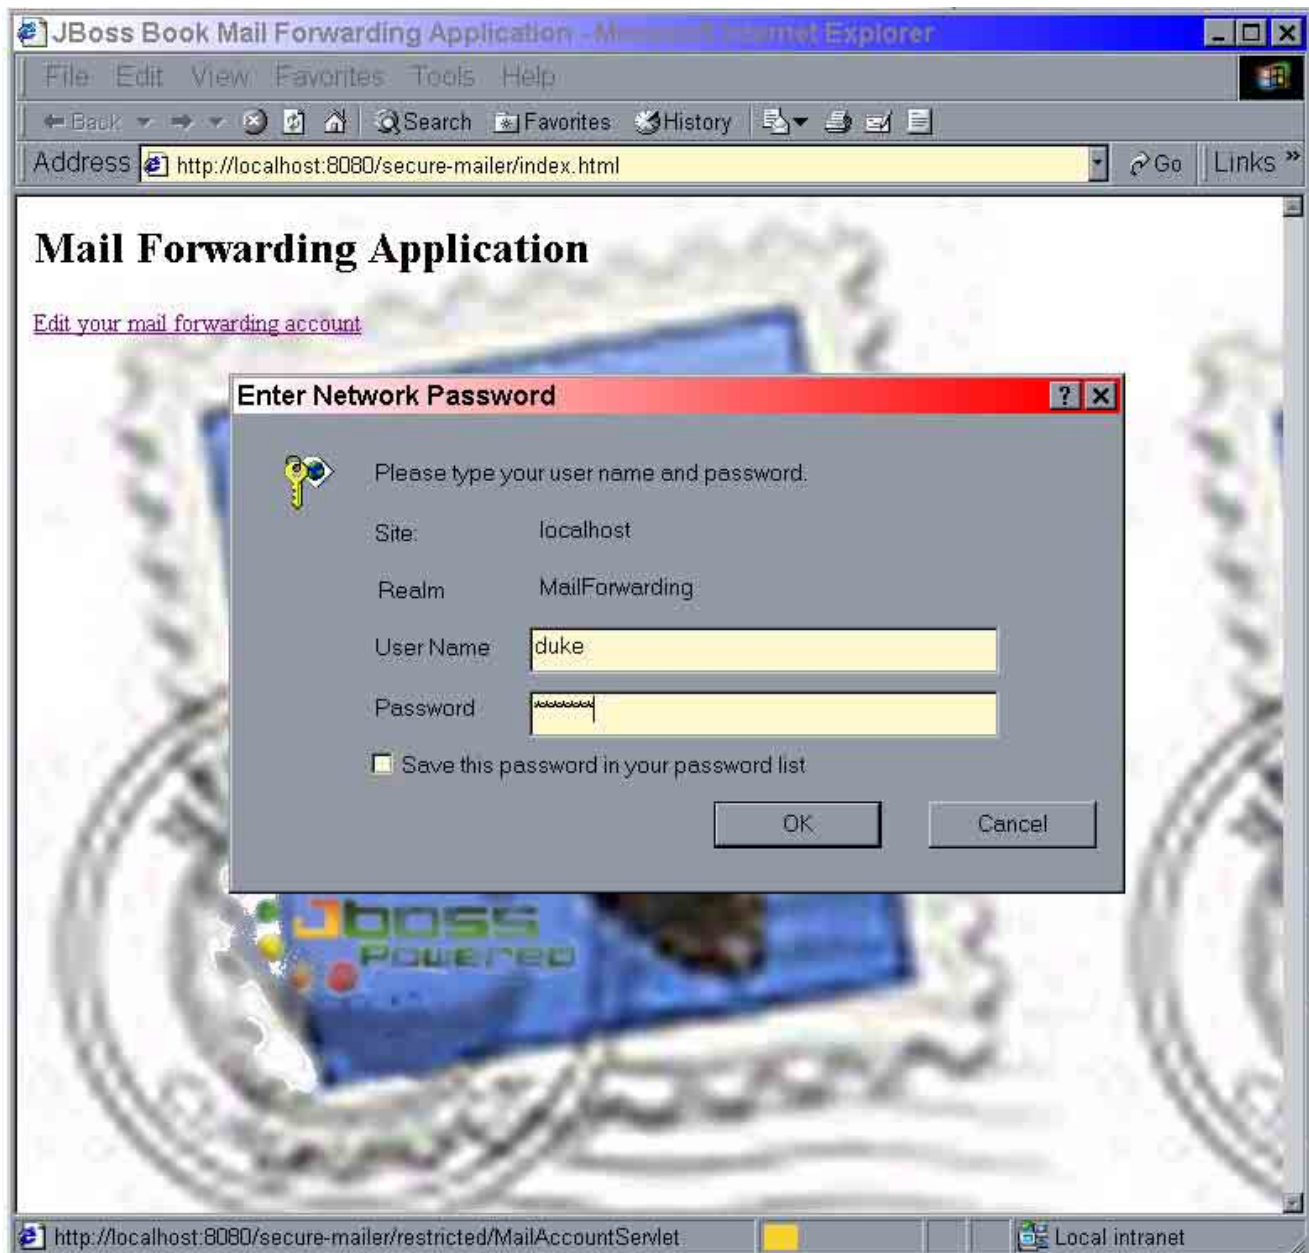 JBoss Book Mail Forwarding Application - Microsoft Internet Explorer
File Edit View Favorites Tools Help
Back Search Favorites History
Address http://localhost:8080/secure-mailer/index.html Go Links »
Mail Forwarding Application
Edit your mail forwarding account
Enter Network Password
Please type your user name and password.
Site: localhost
Realm MailForwarding
User Name duke
Password ********
Save this password in your password list
OK Cancel
Jboss
Powered
http://localhost:8080/secure-mailer/restricted/MailAccountServlet Local intranet